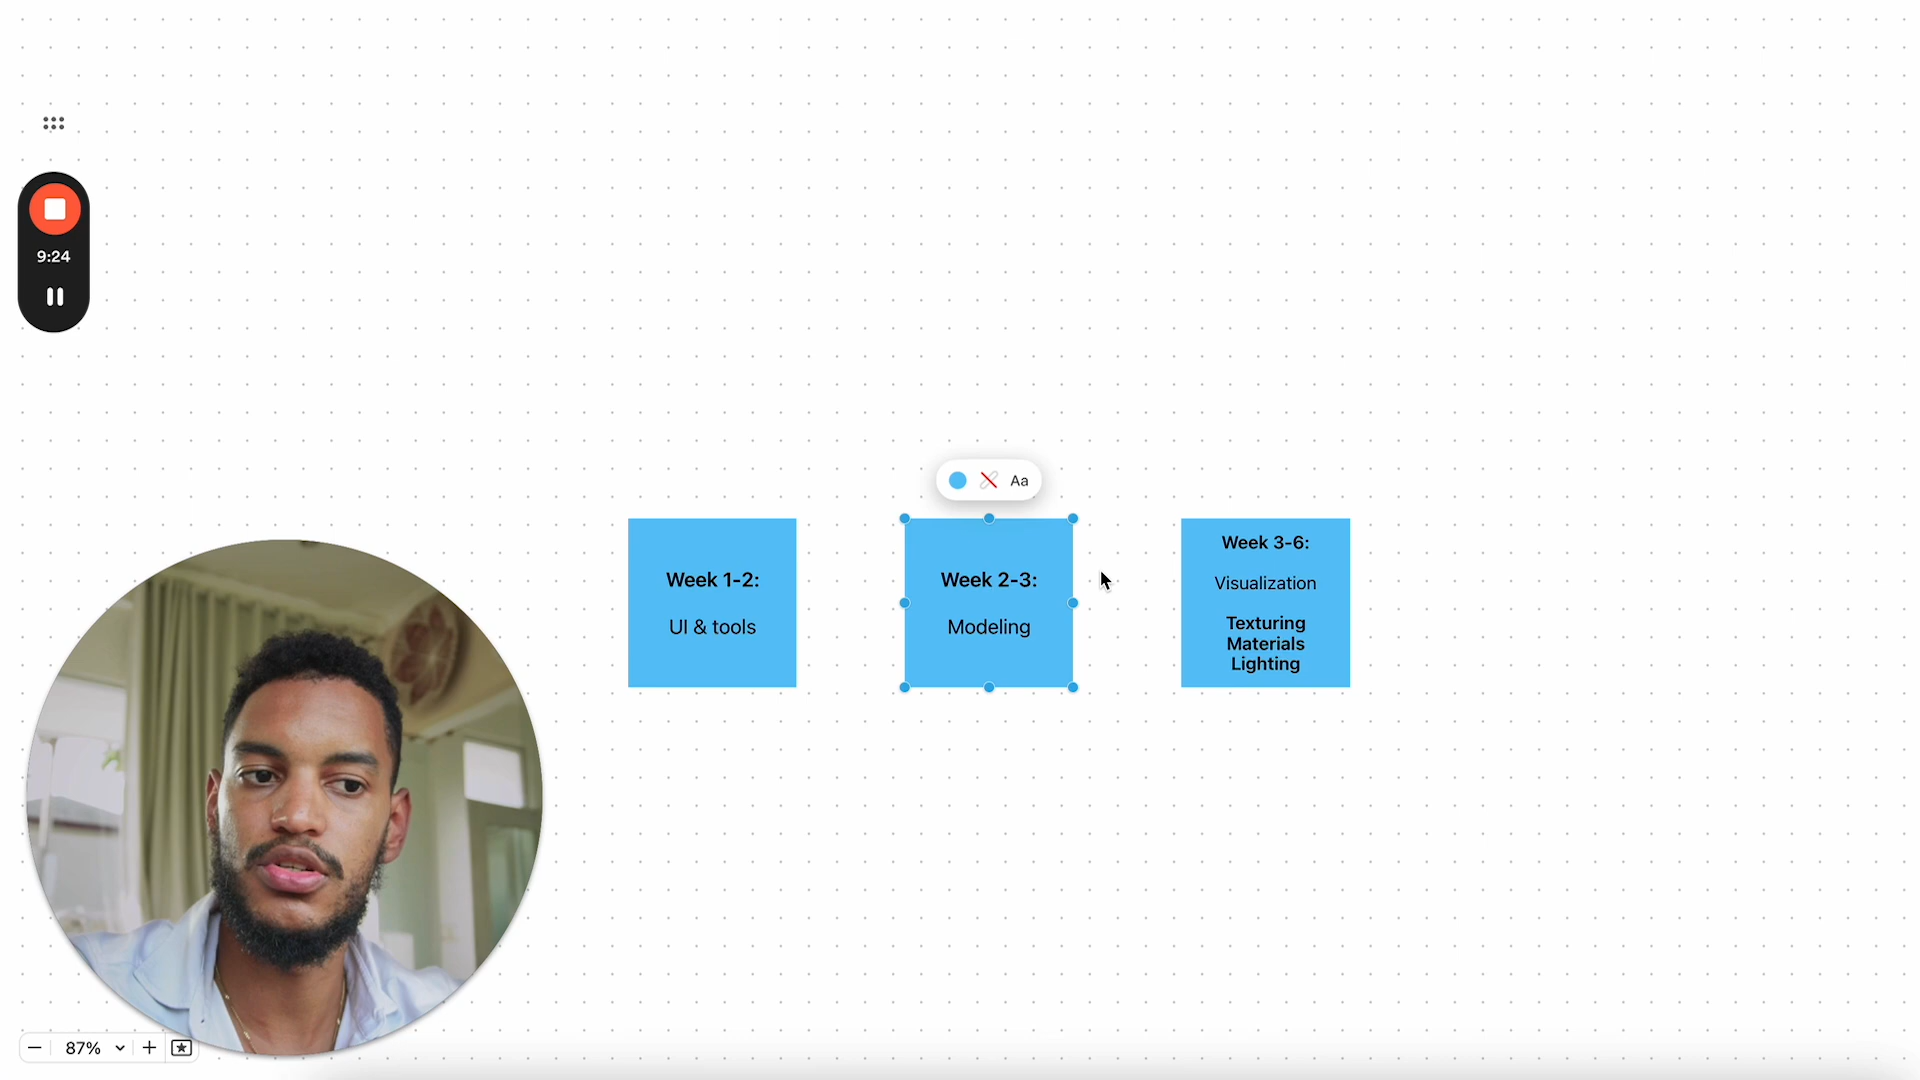 9:24
Aa
Week 1-2:
UI & tools
Week 2-3:
Modeling
Week 3-6:
Visualization
Texturing
Materials
Lighting
87%